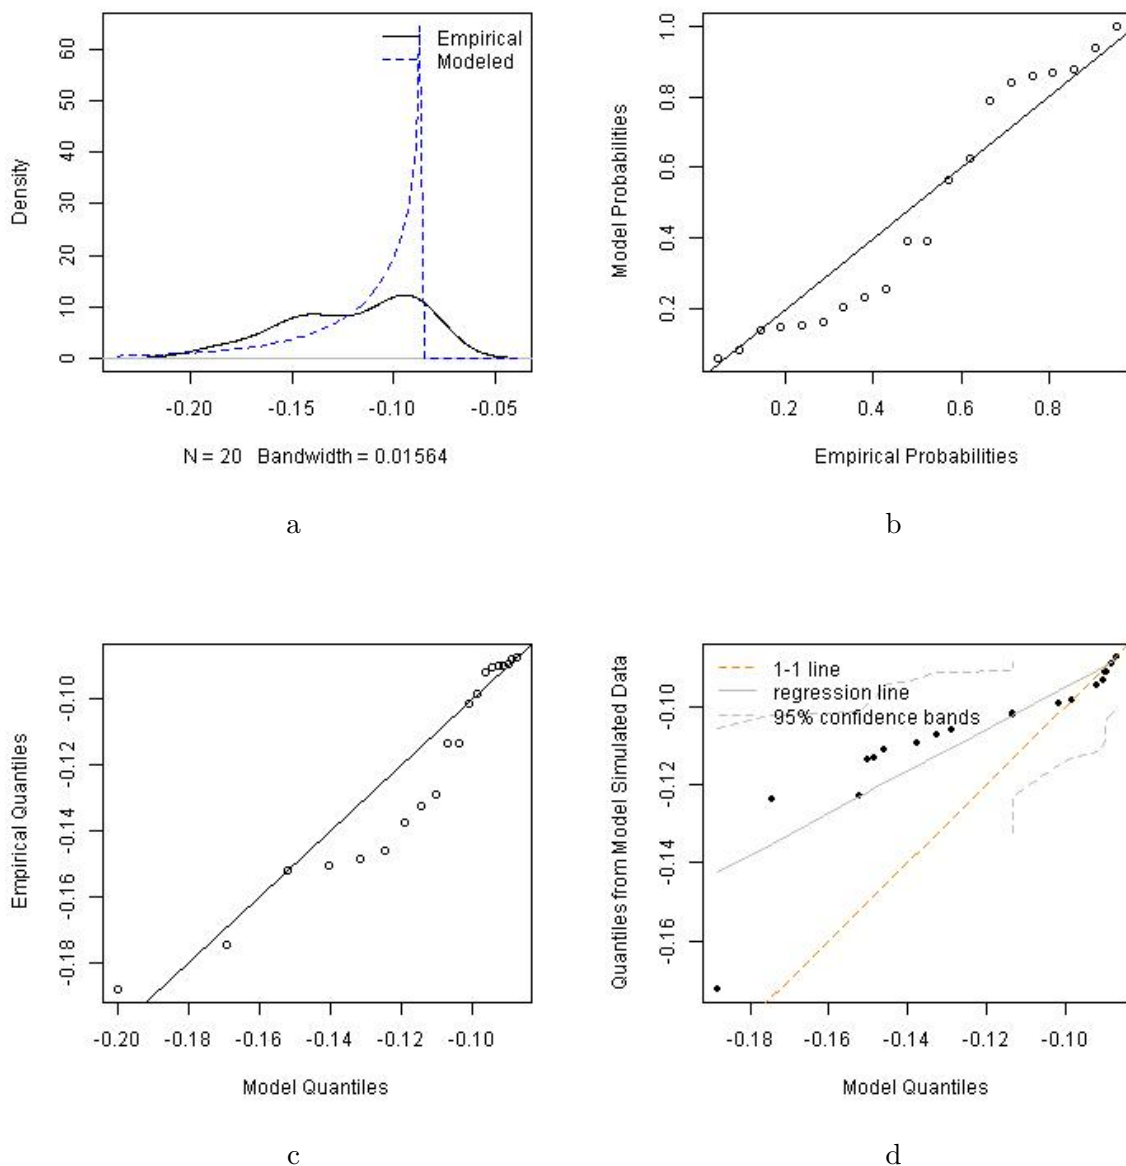 Empirical
Modeled
Density
0
10
20
30
40
50
60
-0.20
-0.15
-0.10
-0.05
N = 20 Bandwidth = 0.01564
a
Model Probabilities
0.2
0.4
0.6
0.8
1.0
0.2
0.4
0.6
0.8
Empirical Probabilities
b
Empirical Quantiles
-0.18
-0.16
-0.14
-0.12
-0.10
-0.20
-0.18
-0.16
-0.14
-0.12
-0.10
Model Quantiles
c
1-1 line
regression line
95% confidence bands
Quantiles from Model Simulated Data
-0.16
-0.14
-0.12
-0.10
-0.18
-0.16
-0.14
-0.12
-0.10
Model Quantiles
d